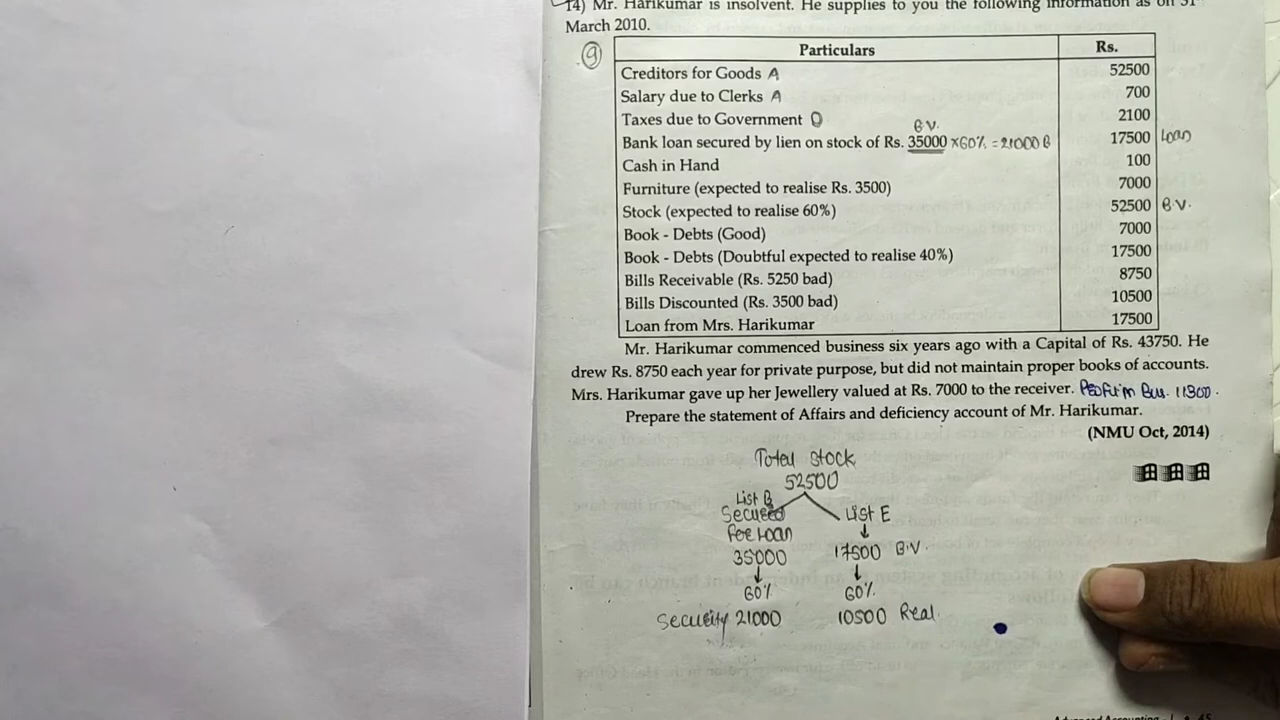 14) Mr. Harikumar is insolvent. He supplies to you the following information as on 31st
March 2010.
9
Particulars Rs.
Creditors for Goods A 52500
Salary due to Clerks A 700
Taxes due to Government D 2100
B.V.
Bank loan secured by lien on stock of Rs. 35000 ×60% = 21000 B 17500 Loan
Cash in Hand 100
Furniture (expected to realise Rs. 3500) 7000
Stock (expected to realise 60%) 52500 B.V.
Book - Debts (Good) 7000
Book - Debts (Doubtful expected to realise 40%) 17500
Bills Receivable (Rs. 5250 bad) 8750
Bills Discounted (Rs. 3500 bad) 10500
Loan from Mrs. Harikumar 17500
Mr. Harikumar commenced business six years ago with a Capital of Rs. 43750. He
drew Rs. 8750 each year for private purpose, but did not maintain proper books of accounts.
Mrs. Harikumar gave up her Jewellery valued at Rs. 7000 to the receiver. Profit in Bus. 11300.
Prepare the statement of Affairs and deficiency account of Mr. Harikumar.
(NMU Oct, 2014)
Total Stock
52500
List B
Secured List E
for Loan
35000 17500 B.V.
60% 60%
Security 21000 10500 Real.